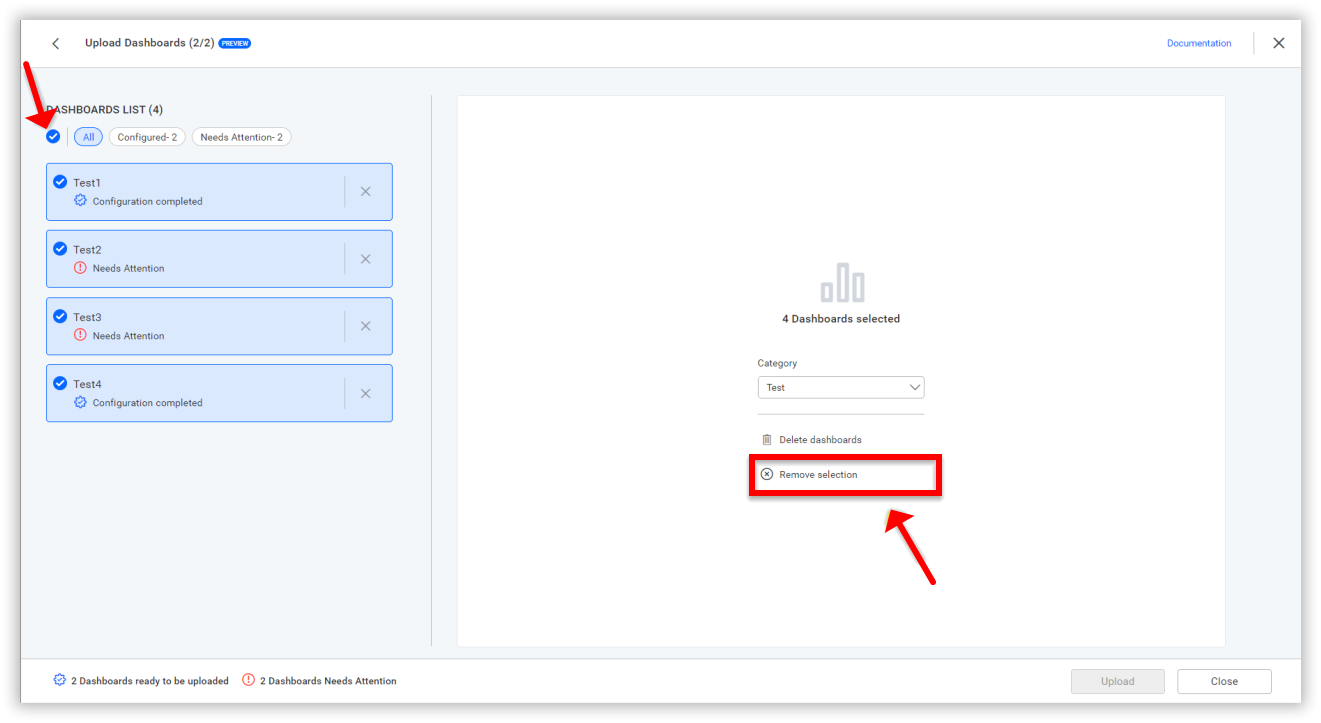 Upload Dashboards (2/2) PREVIEW
Documentation
DASHBOARDS LIST (4)
All
Configured- 2
Needs Attention- 2
Test1
Configuration completed
Test2
Needs Attention
Test3
Needs Attention
Test4
Configuration completed
4 Dashboards selected
Category
Test
Delete dashboards
Remove selection
2 Dashboards ready to be uploaded
2 Dashboards Needs Attention
Upload
Close